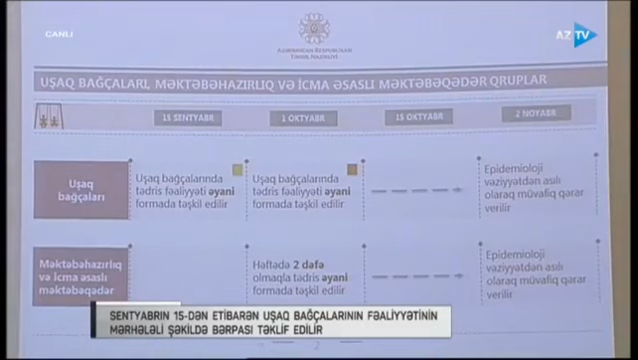 CANLI
AZTV
AZƏRBAYCAN RESPUBLİKASI
TƏHSİL NAZİRLİYİ
UŞAQ BAĞÇALARI, MƏKTƏBƏHAZIRLIQ VƏ İCMA ƏSASLI MƏKTƏBƏQƏDƏR QRUPLAR
15 SENTYABR
1 OKTYABR
15 OKTYABR
2 NOYABR
Uşaq
bağçaları
Uşaq bağçalarında
tədris fəaliyyəti əyani
formada təşkil edilir
Uşaq bağçalarında
tədris fəaliyyəti əyani
formada təşkil edilir
Epidemioloji
vəziyyətdən asılı
olaraq müvafiq qərar
verilir
Məktəbəhazırlıq
və icma əsaslı
məktəbəqədər
Həftədə 2 dəfə
olmaqla tədris əyani
formada təşkil edilir
Epidemioloji
vəziyyətdən asılı
olaraq müvafiq qərar
verilir
SENTYABRIN 15-DƏN ETİBARƏN UŞAQ BAĞÇALARININ FƏALİYYƏTİNİN
MƏRHƏLƏLİ ŞƏKİLDƏ BƏRPASI TƏKLİF EDİLİR
2